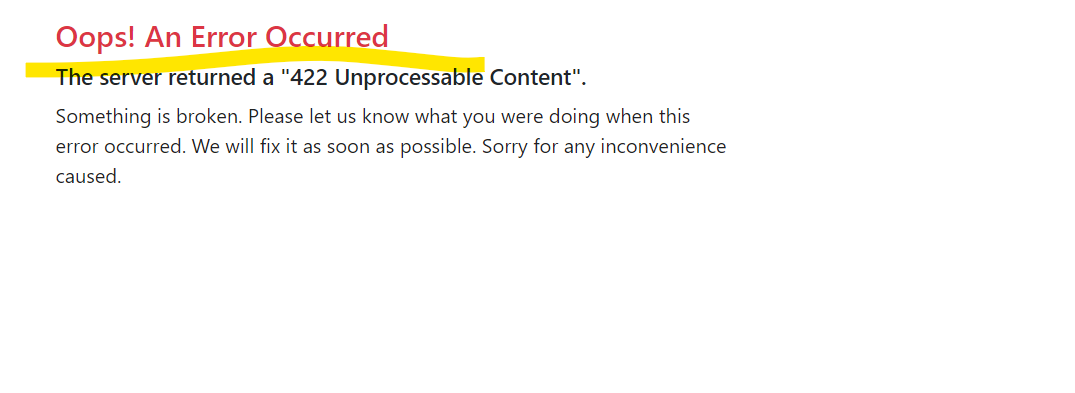 Oops! An Error Occurred
The server returned a "422 Unprocessable Content".
Something is broken. Please let us know what you were doing when this
error occurred. We will fix it as soon as possible. Sorry for any inconvenience
caused.